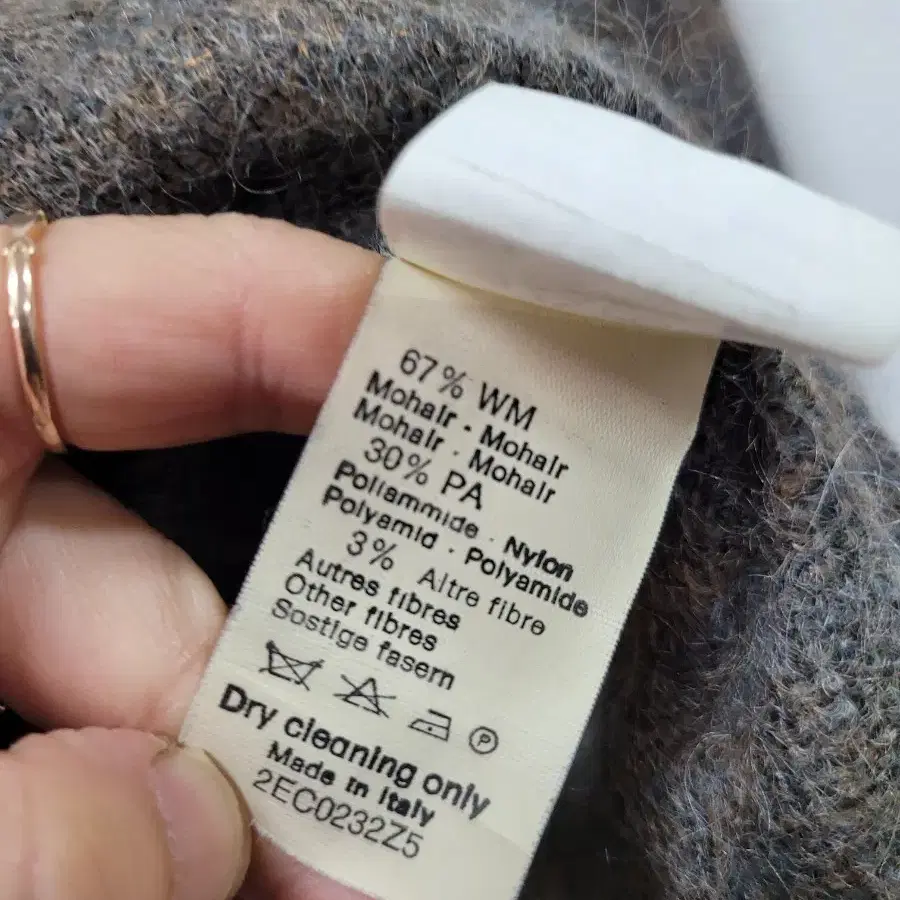 67% WM
Mohair · Mohair
Mohair · Mohair
30% PA
Poliammide · Nylon
Polyamid · Polyamide
3% Altre fibre
Autres fibres
Other fibres
Sostige fasern
P
Dry cleaning only
Made in Italy
2EC0232Z5